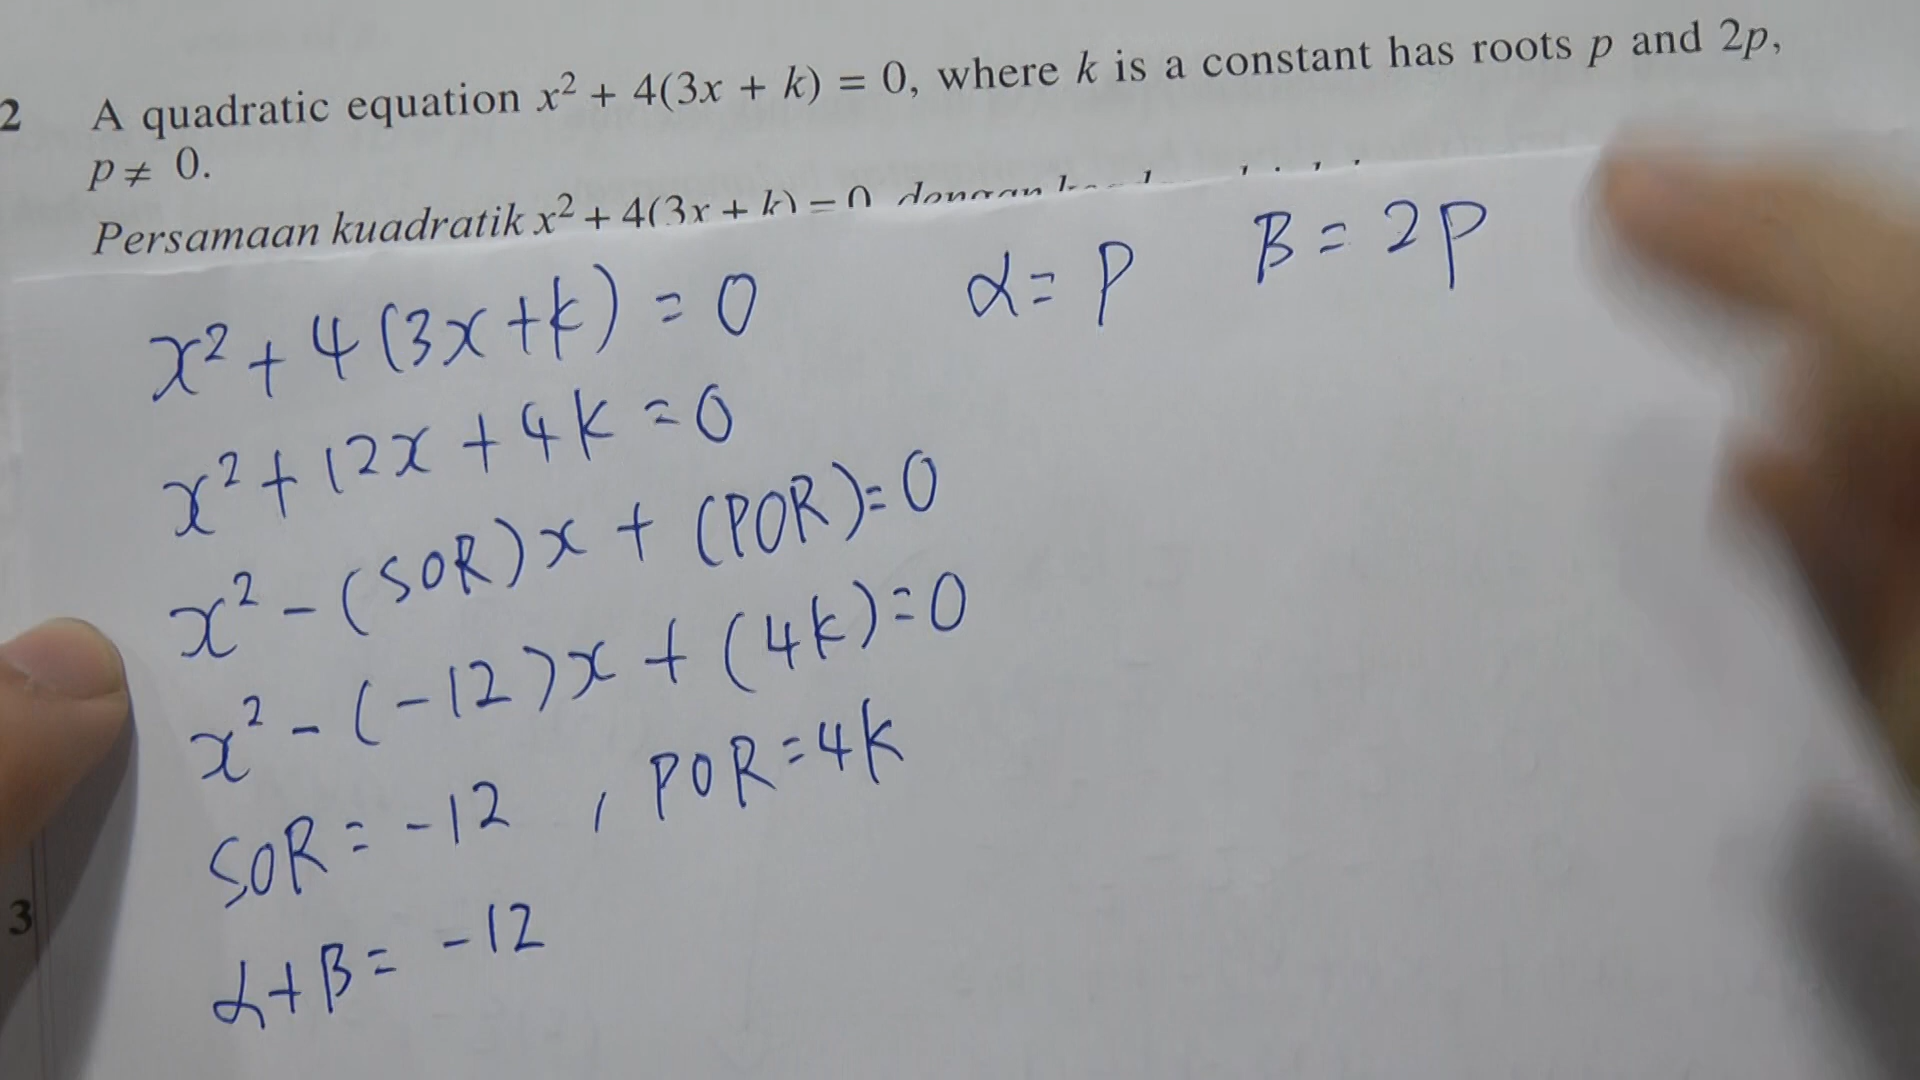 2 A quadratic equation x² + 4(3x + k) = 0, where k is a constant has roots p and 2p,
p ≠ 0.
Persamaan kuadratik x² + 4(3x + k) = 0, dengan
x² + 4(3x+k) = 0 α = P β = 2P
x² + 12x + 4k = 0
x² - (SOR)x + (POR) = 0
x² - (-12)x + (4k) = 0
SOR = -12 , POR = 4k
α+β = -12
3